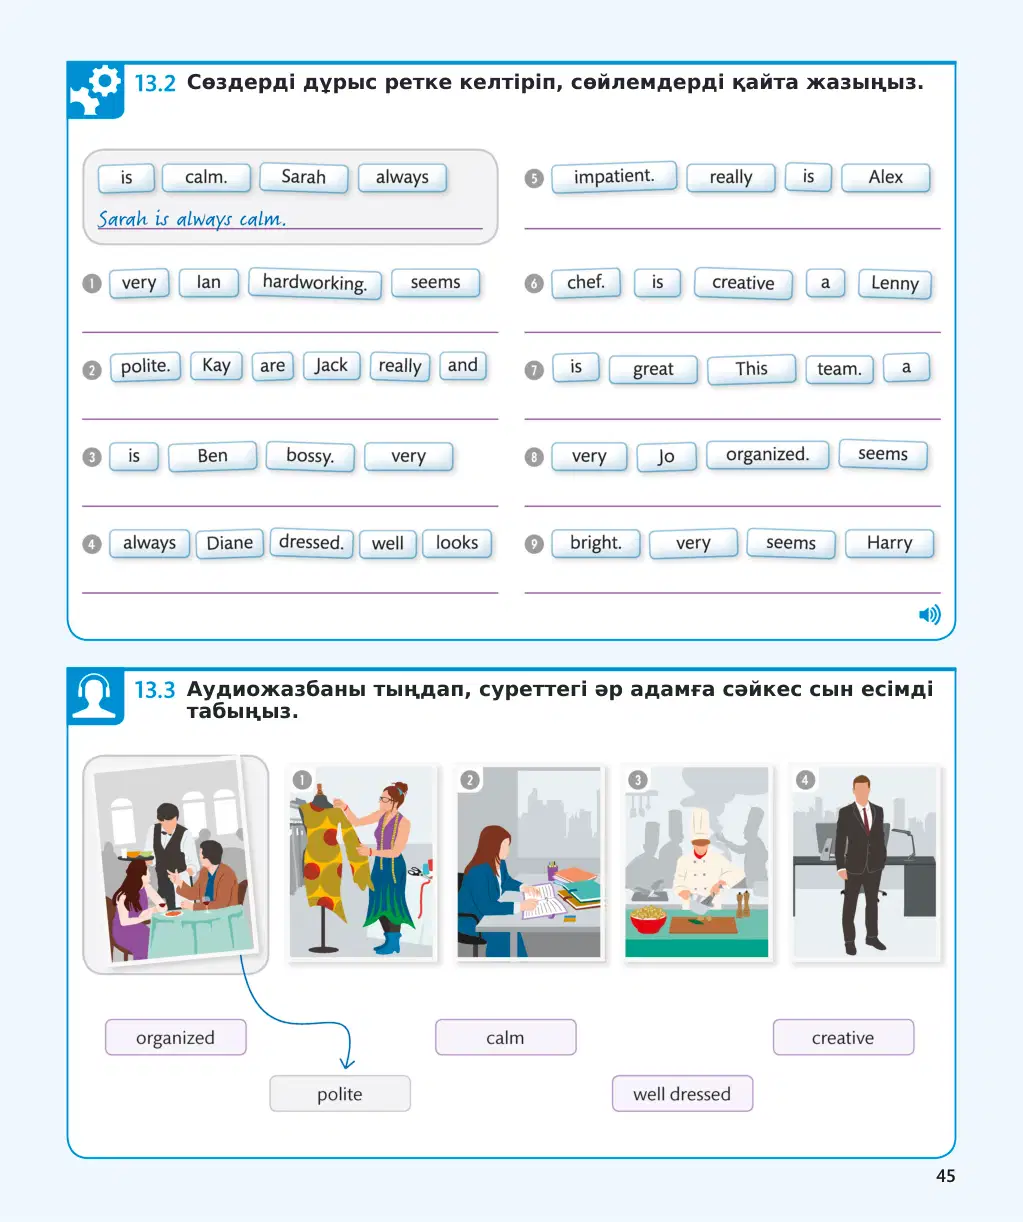 13.2 Сөздерді дұрыс ретке келтіріп, сөйлемдерді қайта жазыңыз.
is calm. Sarah always
Sarah is always calm.
1 very Ian hardworking. seems
2 polite. Kay are Jack really and
3 is Ben bossy. very
4 always Diane dressed. well looks
5 impatient. really is Alex
6 chef. is creative a Lenny
7 is great This team. a
8 very Jo organized. seems
9 bright. very seems Harry
13.3 Аудиожазбаны тыңдап, суреттегі әр адамға сәйкес сын есімді
табыңыз.
1 2 3 4
organized calm creative
polite well dressed
45